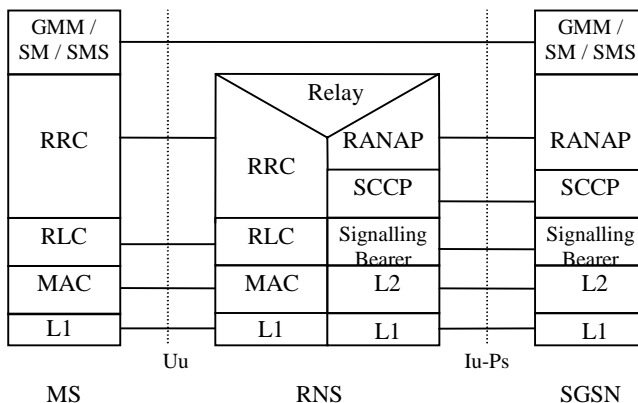 GMM /
SM / SMS
GMM /
SM / SMS
Relay
RRC
RRC
RANAP
RANAP
SCCP
SCCP
RLC
RLC
Signalling
Bearer
Signalling
Bearer
MAC
MAC
L2
L2
L1
L1
L1
L1
Uu
Iu-Ps
MS
RNS
SGSN